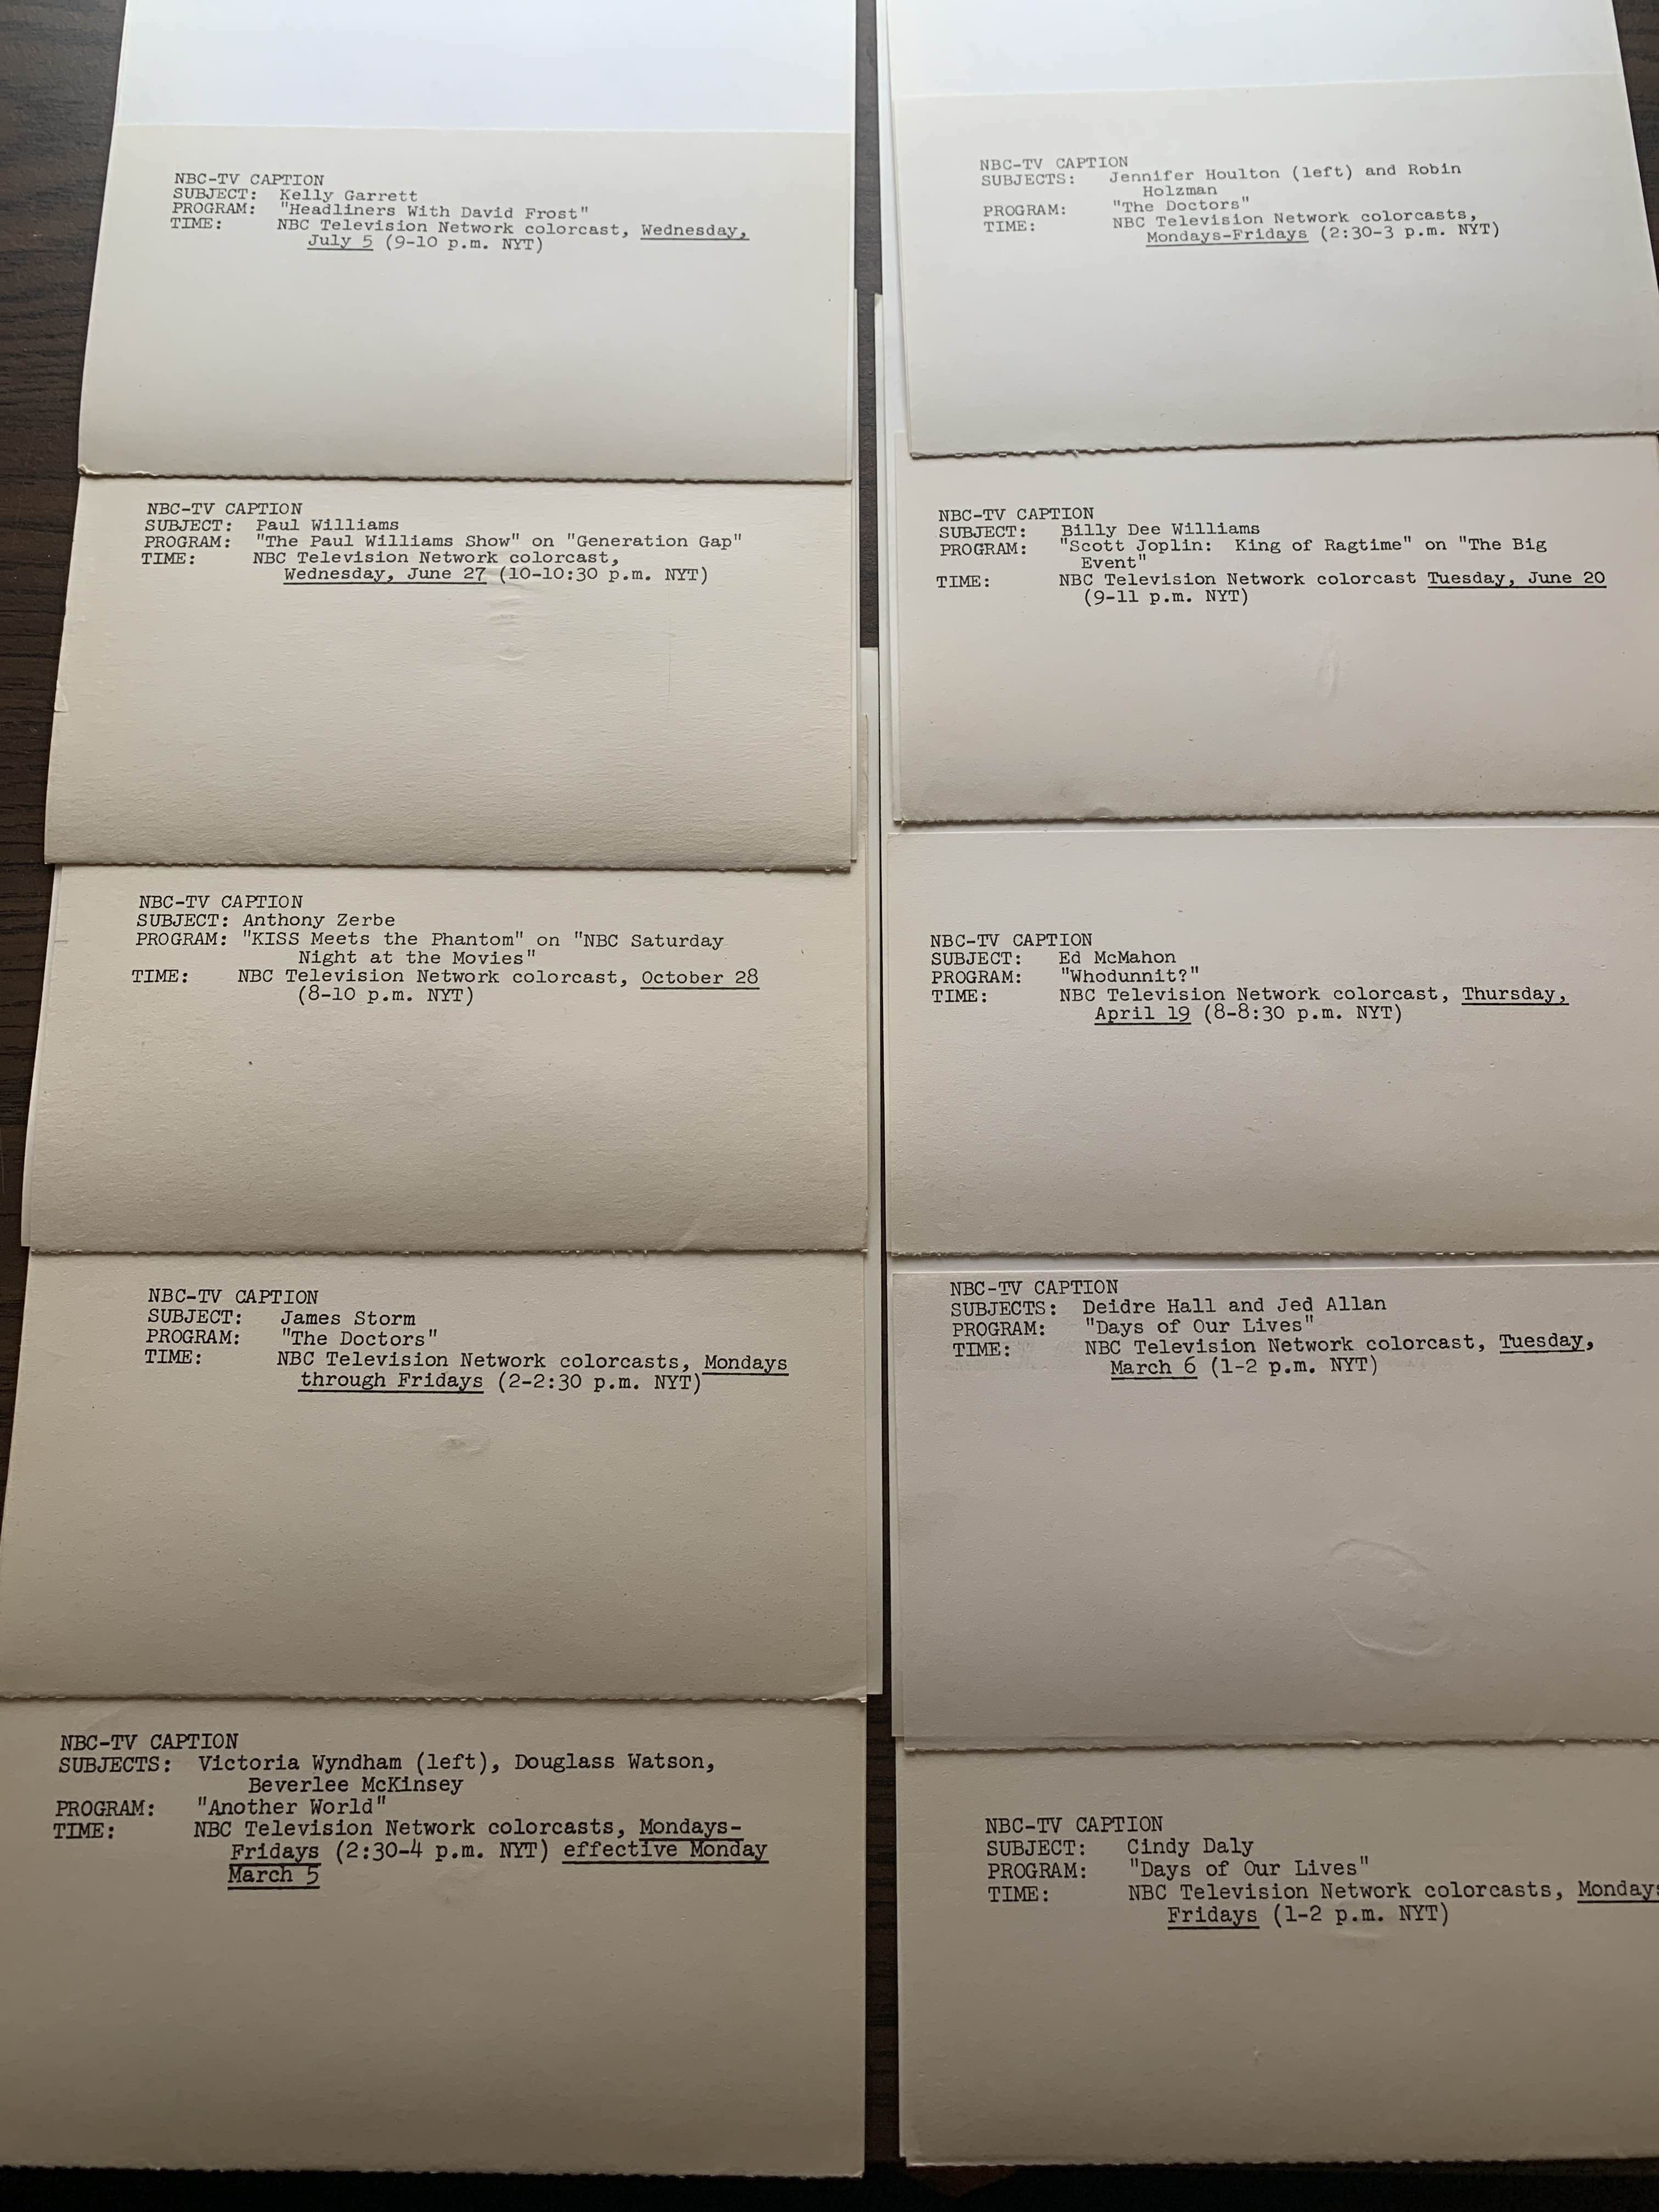 NBC-TV CAPTION
SUBJECT: Kelly Garrett
PROGRAM: "Headliners With David Frost"
TIME: NBC Television Network colorcast, Wednesday,
July 5 (9-10 p.m. NYT)
NBC-TV CAPTION
SUBJECT: Paul Williams
PROGRAM: "The Paul Williams Show" on "Generation Gap"
TIME: NBC Television Network colorcast,
Wednesday, June 27 (10-10:30 p.m. NYT)
NBC-TV CAPTION
SUBJECT: Anthony Zerbe
PROGRAM: "KISS Meets the Phantom" on "NBC Saturday
Night at the Movies"
TIME: NBC Television Network colorcast, October 28
(8-10 p.m. NYT)
NBC-TV CAPTION
SUBJECT: James Storm
PROGRAM: "The Doctors"
TIME: NBC Television Network colorcasts, Mondays
through Fridays (2-2:30 p.m. NYT)
NBC-TV CAPTION
SUBJECTS: Victoria Wyndham (left), Douglass Watson,
Beverlee McKinsey
PROGRAM: "Another World"
TIME: NBC Television Network colorcasts, Mondays-
Fridays (2:30-4 p.m. NYT) effective Monday
March 5
NBC-TV CAPTION
SUBJECTS: Jennifer Houlton (left) and Robin
Holzman
PROGRAM: "The Doctors"
TIME: NBC Television Network colorcasts,
Mondays-Fridays (2:30-3 p.m. NYT)
NBC-TV CAPTION
SUBJECT: Billy Dee Williams
PROGRAM: "Scott Joplin: King of Ragtime" on "The Big
Event"
TIME: NBC Television Network colorcast Tuesday, June 20
(9-11 p.m. NYT)
NBC-TV CAPTION
SUBJECT: Ed McMahon
PROGRAM: "Whodunnit?"
TIME: NBC Television Network colorcast, Thursday,
April 19 (8-8:30 p.m. NYT)
NBC-TV CAPTION
SUBJECTS: Deidre Hall and Jed Allan
PROGRAM: "Days of Our Lives"
TIME: NBC Television Network colorcast, Tuesday,
March 6 (1-2 p.m. NYT)
NBC-TV CAPTION
SUBJECT: Cindy Daly
PROGRAM: "Days of Our Lives"
TIME: NBC Television Network colorcasts, Mondays
Fridays (1-2 p.m. NYT)